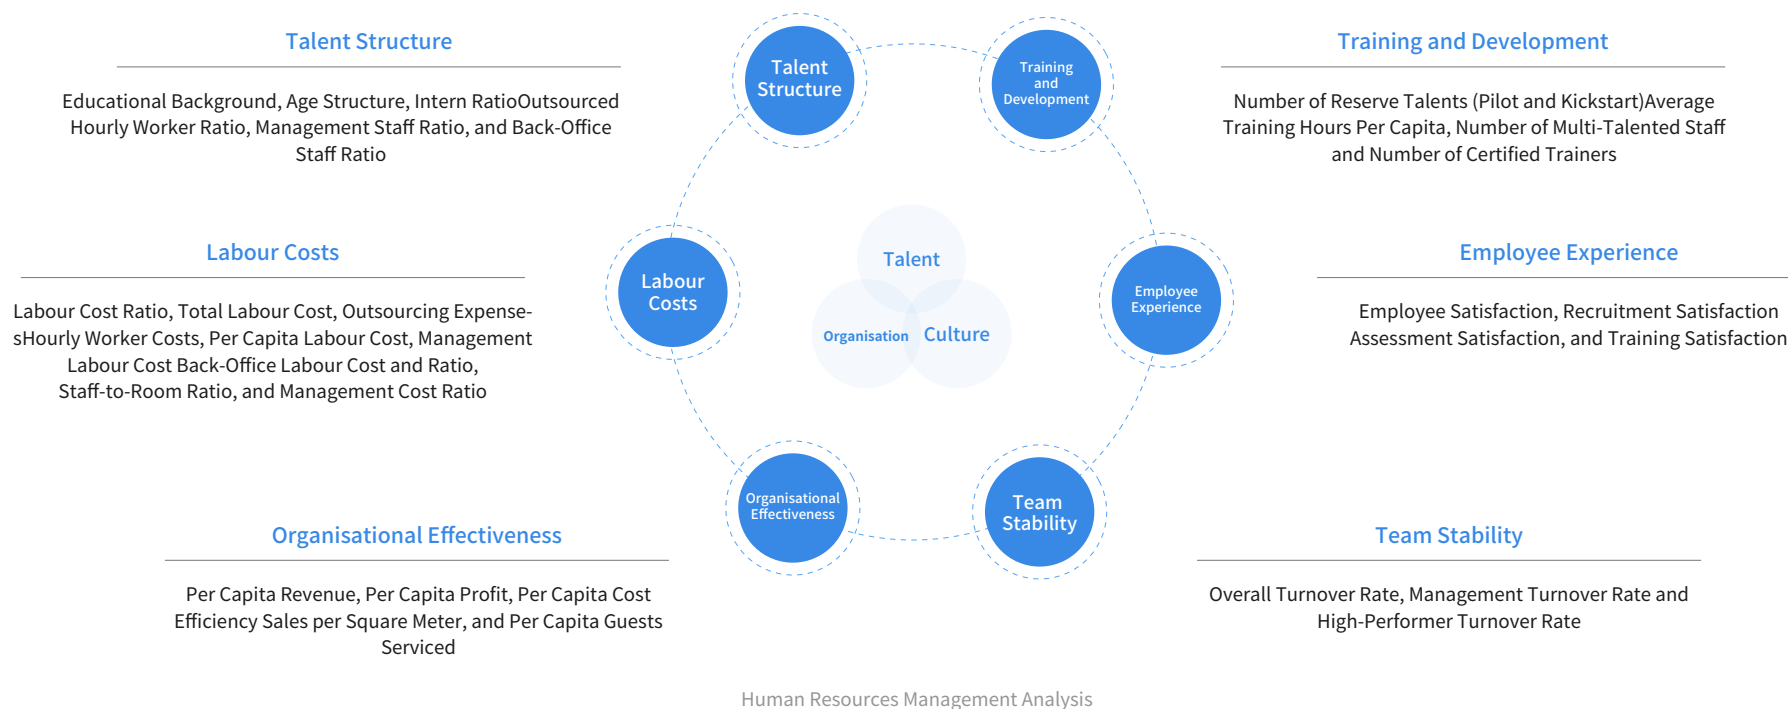 Talent Structure
Educational Background, Age Structure, Intern RatioOutsourced
Hourly Worker Ratio, Management Staff Ratio, and Back-Office
Staff Ratio
Labour Costs
Labour Cost Ratio, Total Labour Cost, Outsourcing Expense-
sHourly Worker Costs, Per Capita Labour Cost, Management
Labour Cost Back-Office Labour Cost and Ratio,
Staff-to-Room Ratio, and Management Cost Ratio
Organisational Effectiveness
Per Capita Revenue, Per Capita Profit, Per Capita Cost
Efficiency Sales per Square Meter, and Per Capita Guests
Serviced
Talent
Structure
Training
and
Development
Labour
Costs
Talent
Organisation
Culture
Employee
Experience
Organisational
Effectiveness
Team
Stability
Training and Development
Number of Reserve Talents (Pilot and Kickstart)Average
Training Hours Per Capita, Number of Multi-Talented Staff
and Number of Certified Trainers
Employee Experience
Employee Satisfaction, Recruitment Satisfaction
Assessment Satisfaction, and Training Satisfaction
Team Stability
Overall Turnover Rate, Management Turnover Rate and
High-Performer Turnover Rate
Human Resources Management Analysis